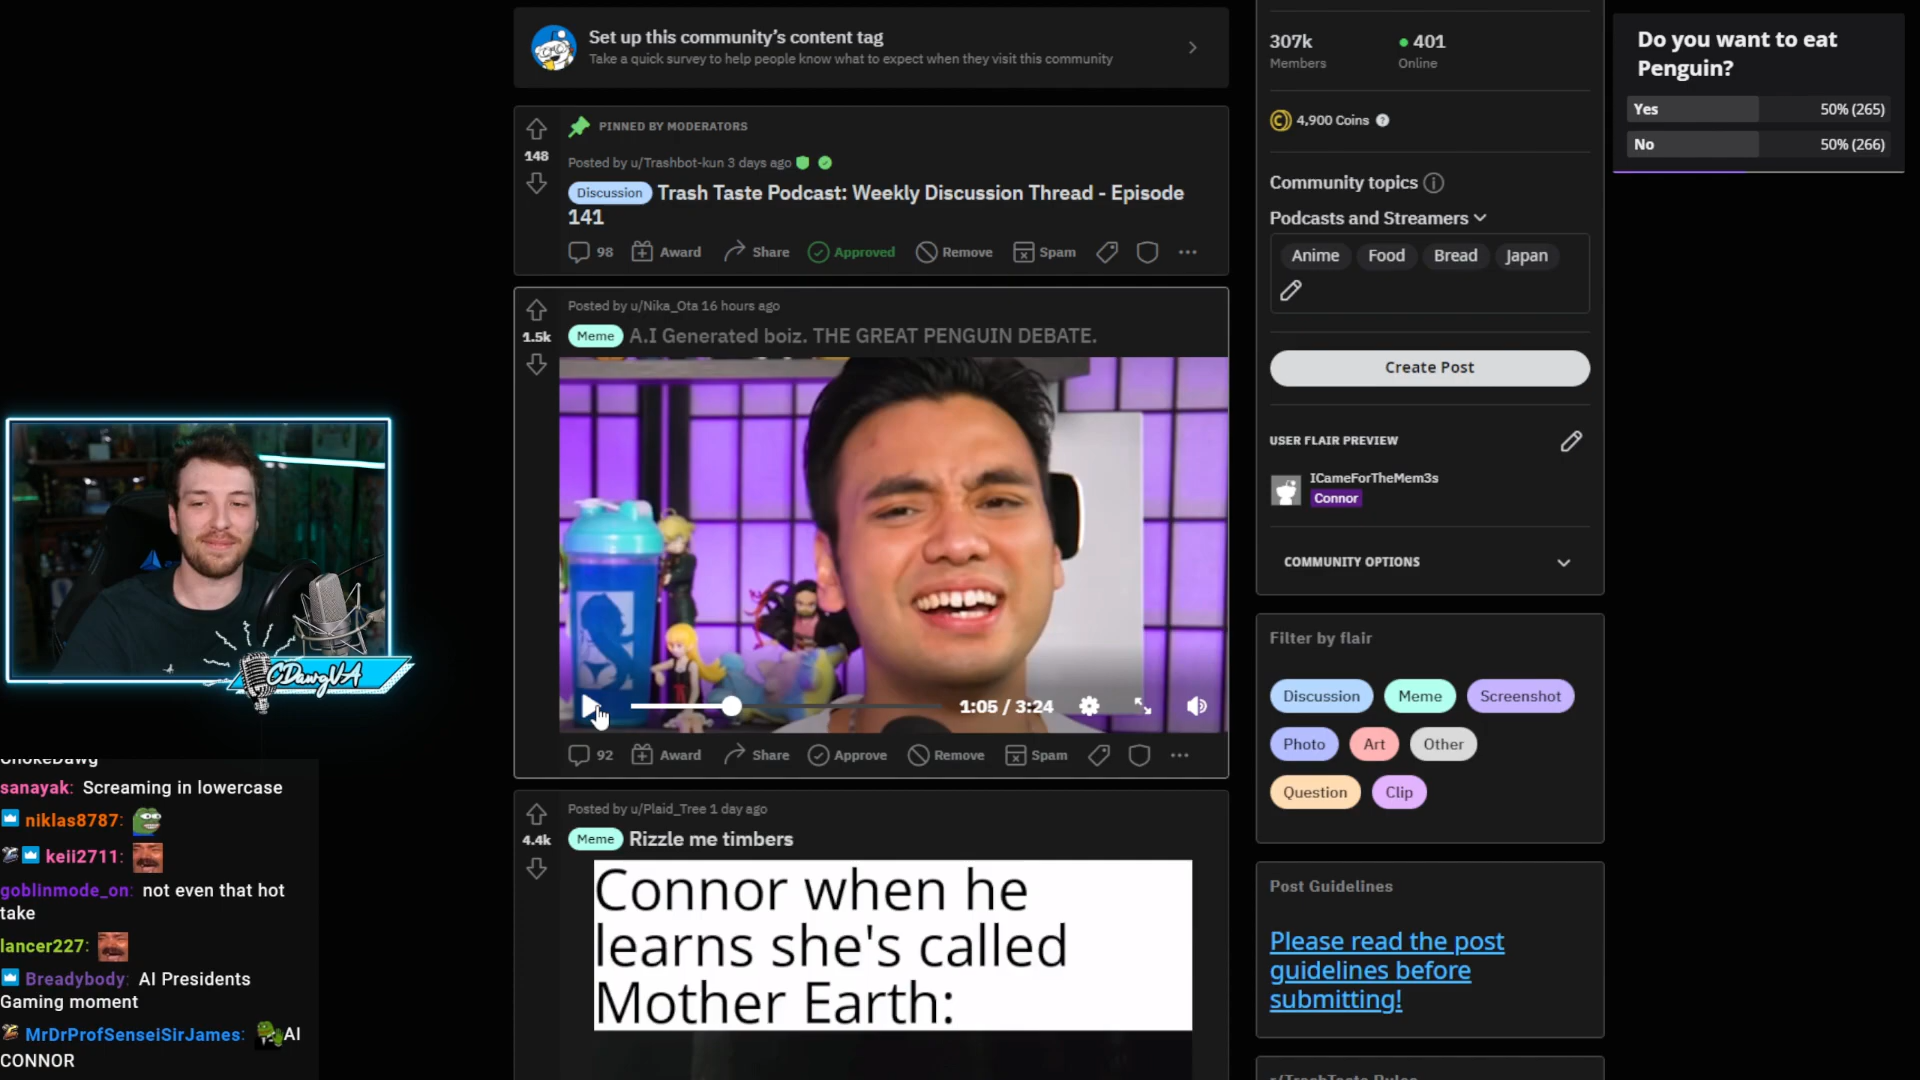 Set up this community's content tag
Take a quick survey to help people know what to expect when they visit this community
PINNED BY MODERATORS
148
Posted by u/Trashbot-kun 3 days ago
Discussion Trash Taste Podcast: Weekly Discussion Thread - Episode
141
98 Award Share Approved Remove Spam
Posted by u/Nika_Ota 16 hours ago
1.5k
Meme A.I Generated boiz. THE GREAT PENGUIN DEBATE.
1:05 / 3:24
92 Award Share Approve Remove Spam
Posted by u/Plaid_Tree 1 day ago
4.4k
Meme Rizzle me timbers
Connor when he
learns she's called
Mother Earth:
307k 401
Members Online
4,900 Coins
Community topics
Podcasts and Streamers
Anime Food Bread Japan
Create Post
USER FLAIR PREVIEW
ICameForTheMem3s
Connor
COMMUNITY OPTIONS
Filter by flair
Discussion Meme Screenshot
Photo Art Other
Question Clip
Post Guidelines
Please read the post
guidelines before
submitting!
r/TrashTaste Rules
Do you want to eat
Penguin?
Yes 50% (265)
No 50% (266)
CDawgVA
ChokeDawg
sanayak: Screaming in lowercase
niklas8787:
keii2711:
goblinmode_on: not even that hot
take
lancer227:
Breadybody: AI Presidents
Gaming moment
MrDrProfSenseiSirJames: AI
CONNOR